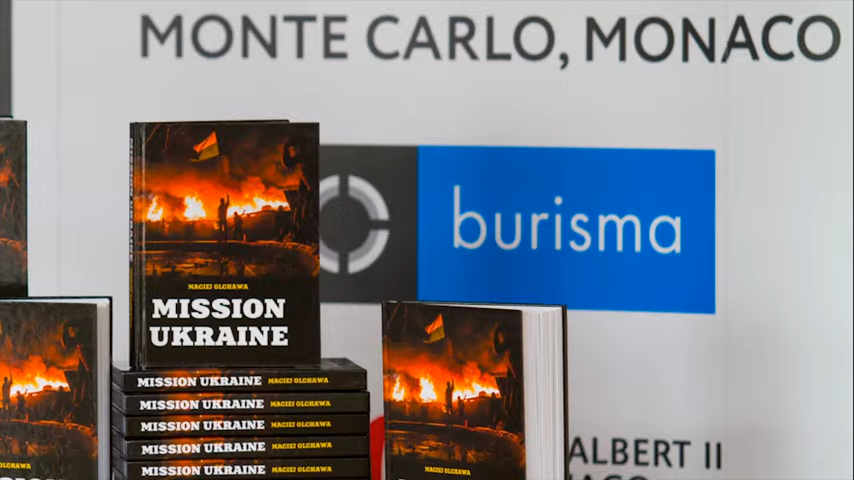 MONTE CARLO, MONACO
burisma
MACIEJ OLCHAWA
MISSION
UKRAINE
MISSION UKRAINE MACIEJ OLCHAWA
MISSION UKRAINE MACIEJ OLCHAWA
MISSION UKRAINE MACIEJ OLCHAWA
MISSION UKRAINE MACIEJ OLCHAWA
MISSION UKRAINE MACIEJ OLCHAWA
MACIEJ OLCHAWA
OLCHAWA
ALBERT II